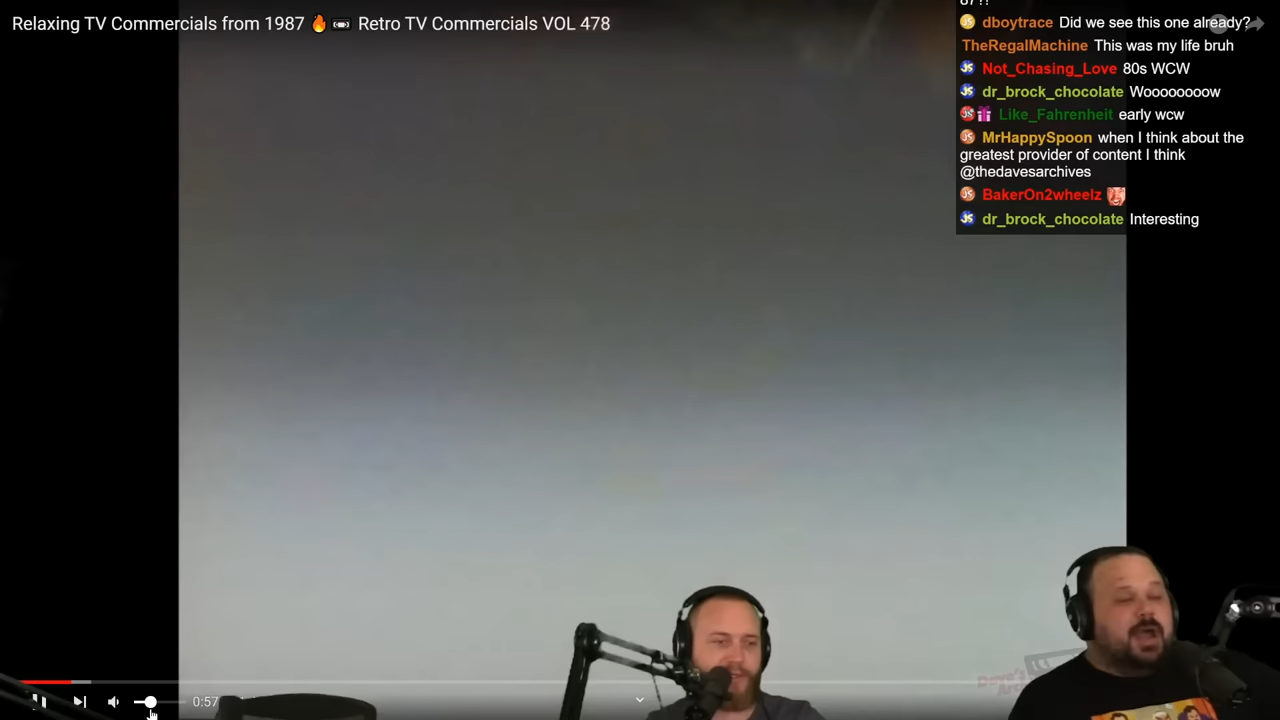 Relaxing TV Commercials from 1987 🔥📼 Retro TV Commercials VOL 478
dboytrace Did we see this one already?
TheRegalMachine This was my life bruh
Not_Chasing_Love 80s WCW
dr_brock_chocolate Woooooooow
Like_Fahrenheit early wcw
MrHappySpoon when I think about the
greatest provider of content I think
@thedavesarchives
BakerOn2wheelz
dr_brock_chocolate Interesting
Dave's
0:57